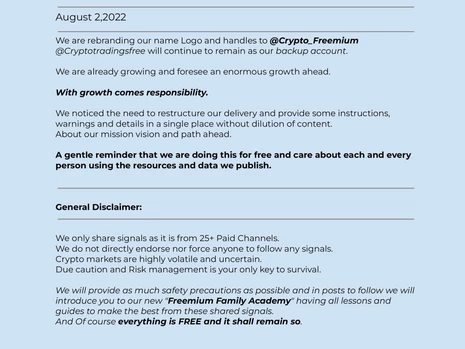 August 2,2022
We are rebranding our name Logo and handles to @Crypto_Freemium
@Cryptotradingsfree will continue to remain as our backup account.
We are already growing and foresee an enormous growth ahead.
With growth comes responsibility.
We noticed the need to restructure our delivery and provide some instructions,
warnings and details in a single place without dilution of content.
About our mission vision and path ahead.
A gentle reminder that we are doing this for free and care about each and every
person using the resources and data we publish.
General Disclaimer:
We only share signals as it is from 25+ Paid Channels.
We do not directly endorse nor force anyone to follow any signals.
Crypto markets are highly volatile and uncertain.
Due caution and Risk management is your only key to survival.
We will provide as much safety precautions as possible and in posts to follow we will
introduce you to our new "Freemium Family Academy" having all lessons and
guides to make the best from these shared signals.
And Of course everything is FREE and it shall remain so.